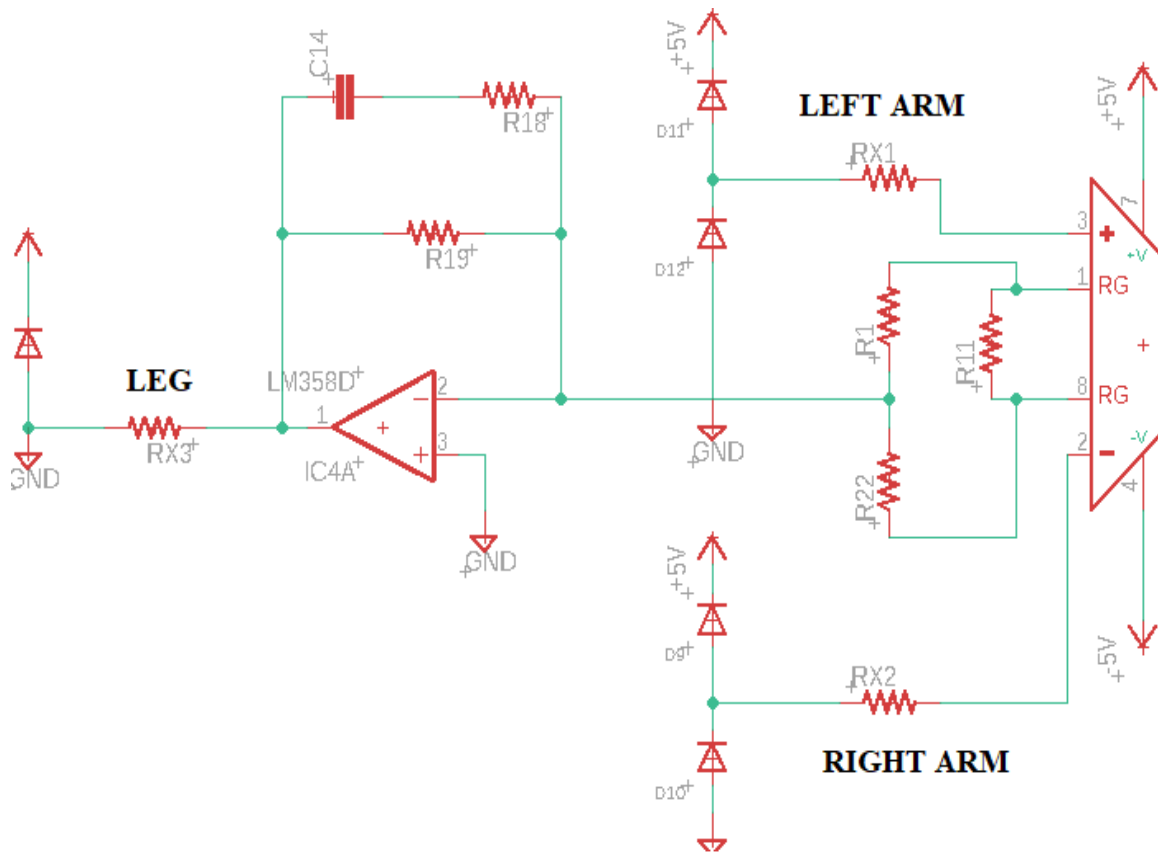 C14
R18
R19
LEG
LM358D
1
2
3
IC4A
RX3
GND
GND
+5V
D11
D12
LEFT ARM
RX1
+5V
7
3
+
+V
1
RG
R1
R11
8
RG
-V
2
−
4
GND
R22
+5V
D9
D10
RX2
RIGHT ARM
-5V